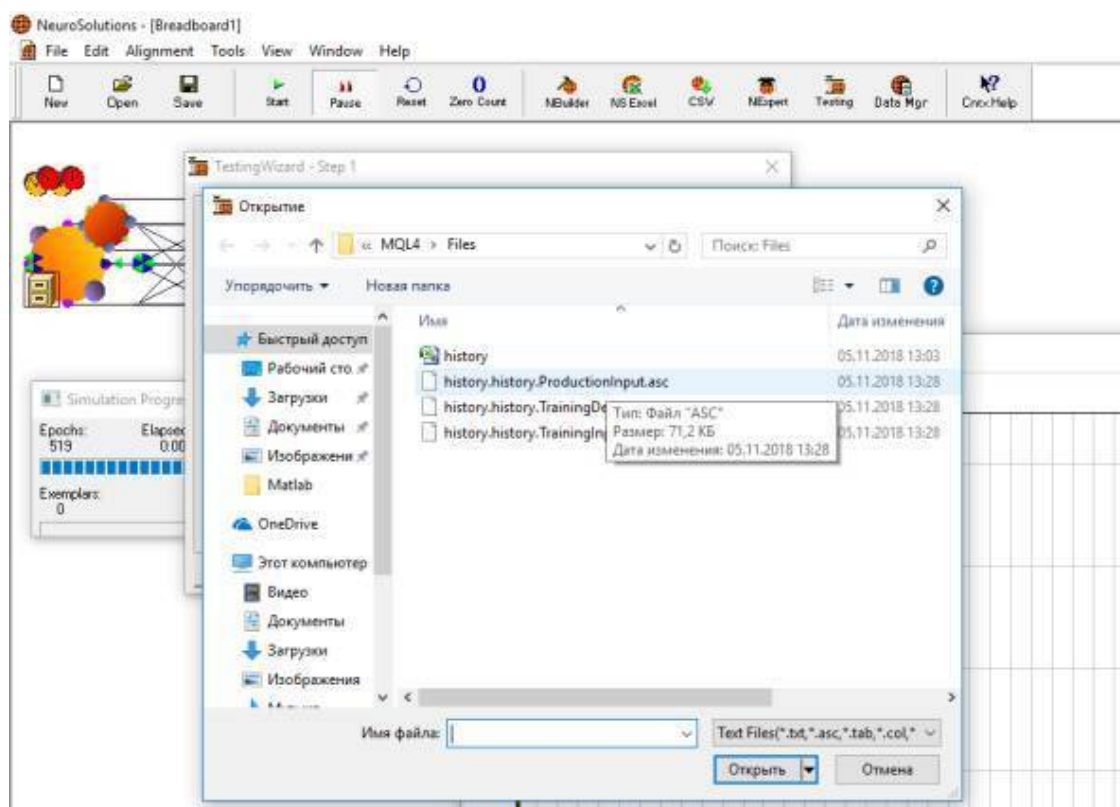 NeuroSolutions - [Breadboard1]
File Edit Alignment Tools View Window Help
New Open Save Start Pause Reset Zero Count NBuilder NS Excel CSV NExpert Testing Data Mgr Cntx.Help
TestingWizard - Step 1
Открытие
« MQL4 › Files
Поиск: Files
Упорядочить
Новая папка
Имя
Дата изменения
Быстрый доступ
Рабочий сто
Загрузки
Документы
Изображени
Matlab
OneDrive
Этот компьютер
Видео
Документы
Загрузки
Изображения
history 05.11.2018 13:03
history.history.ProductionInput.asc 05.11.2018 13:28
history.history.TrainingDe 05.11.2018 13:28
history.history.TrainingInp 05.11.2018 13:28
Тип: Файл "ASC"
Размер: 71,2 КБ
Дата изменения: 05.11.2018 13:28
Simulation Progre
Epochs: Elapsed
519 0:00
Exemplars:
0
Имя файла:
Text Files(*.txt,*.asc,*.tab,*.col,*
Открыть
Отмена